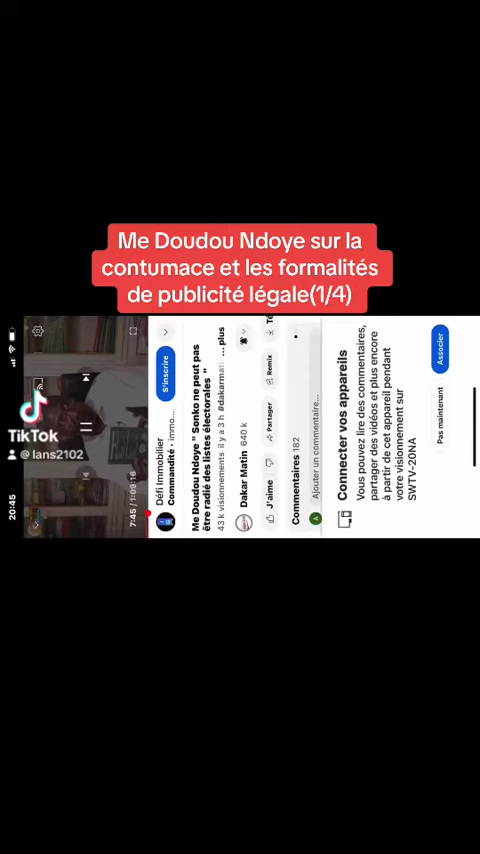 Me Doudou Ndoye sur la
contumace et les formalités
de publicité légale(1/4)
TikTok
@lans2102
20:45
7:45 / 1:09:16
Défi Immobilier
Commandité · immo...
S'inscrire
Me Doudou Ndoye " Sonko ne peut pas
être radié des listes électorales "
43 k visionnements il y a 3 h #dakarmati ... plus
Dakar Matin 640 k
J'aime
Partager
Remix
Commentaires 182
A
Ajouter un commentaire...
Connecter vos appareils
Vous pouvez lire des commentaires,
partager des vidéos et plus encore
à partir de cet appareil pendant
votre visionnement sur
SWTV-20NA
Pas maintenant
Associer